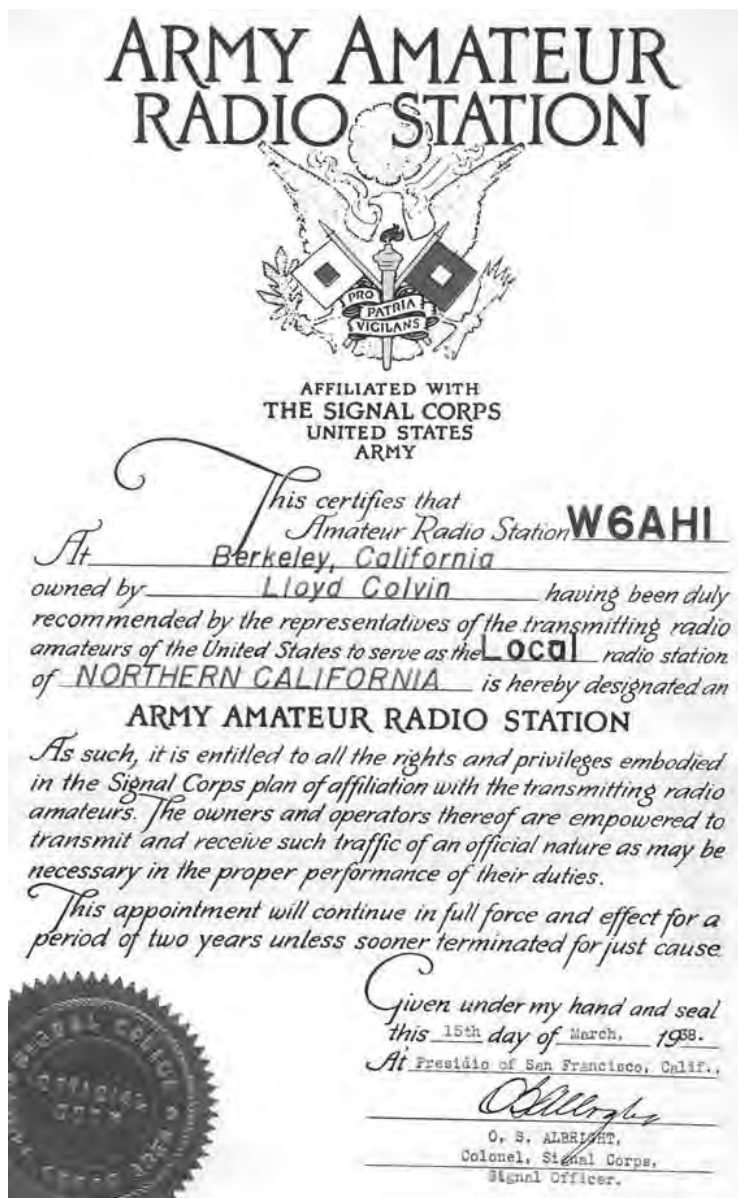 ARMY AMATEUR
RADIO STATION
PRO
PATRIA
VIGILANS
AFFILIATED WITH
THE SIGNAL CORPS
UNITED STATES
ARMY
This certifies that
Amateur Radio Station W6AHI
At Berkeley, California
owned by Lloyd Colvin having been duly
recommended by the representatives of the transmitting radio
amateurs of the United States to serve as the Local radio station
of NORTHERN CALIFORNIA is hereby designated an
ARMY AMATEUR RADIO STATION
As such, it is entitled to all the rights and privileges embodied
in the Signal Corps plan of affiliation with the transmitting radio
amateurs. The owners and operators thereof are empowered to
transmit and receive such traffic of an official nature as may be
necessary in the proper performance of their duties.
This appointment will continue in full force and effect for a
period of two years unless sooner terminated for just cause.
Given under my hand and seal
this 15th day of March, 1938.
At Presidio of San Francisco, Calif.,
O. S. ALBRIGHT,
Colonel, Signal Corps,
Signal Officer.